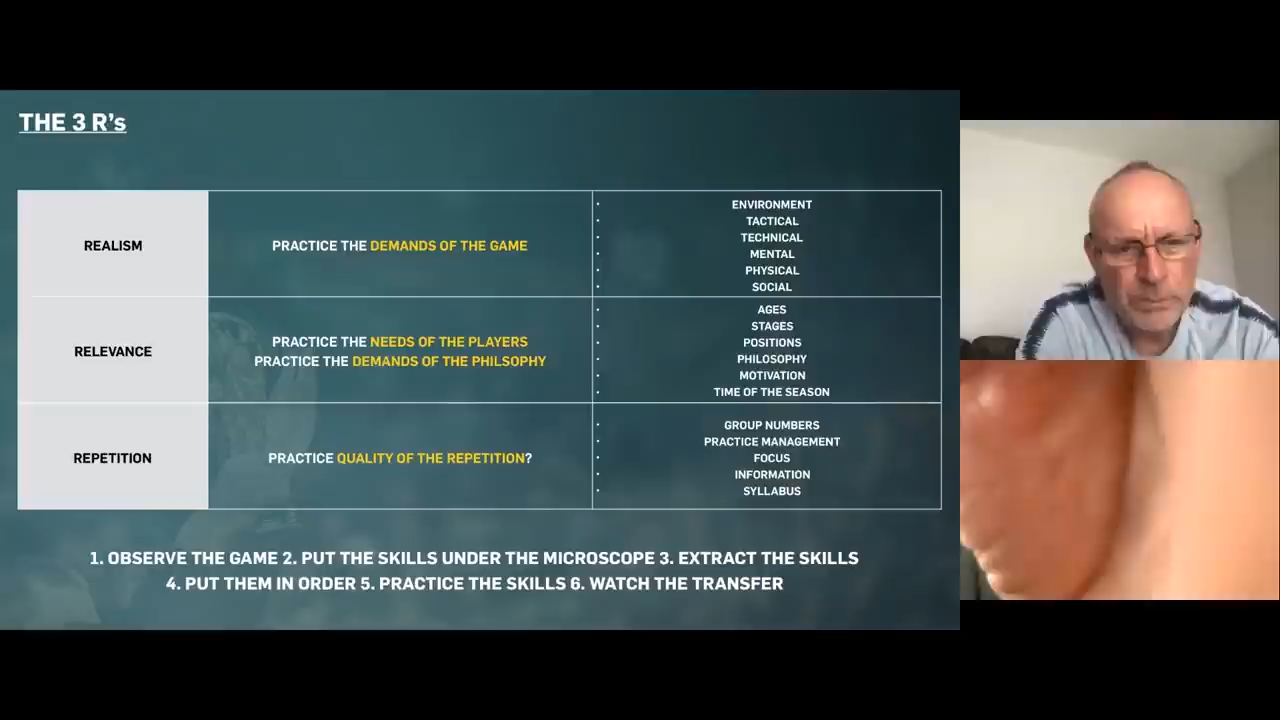 THE 3 R's
REALISM
PRACTICE THE DEMANDS OF THE GAME
ENVIRONMENT
TACTICAL
TECHNICAL
MENTAL
PHYSICAL
SOCIAL
RELEVANCE
PRACTICE THE NEEDS OF THE PLAYERS
PRACTICE THE DEMANDS OF THE PHILSOPHY
AGES
STAGES
POSITIONS
PHILOSOPHY
MOTIVATION
TIME OF THE SEASON
REPETITION
PRACTICE QUALITY OF THE REPETITION?
GROUP NUMBERS
PRACTICE MANAGEMENT
FOCUS
INFORMATION
SYLLABUS
1. OBSERVE THE GAME 2. PUT THE SKILLS UNDER THE MICROSCOPE 3. EXTRACT THE SKILLS
4. PUT THEM IN ORDER 5. PRACTICE THE SKILLS 6. WATCH THE TRANSFER